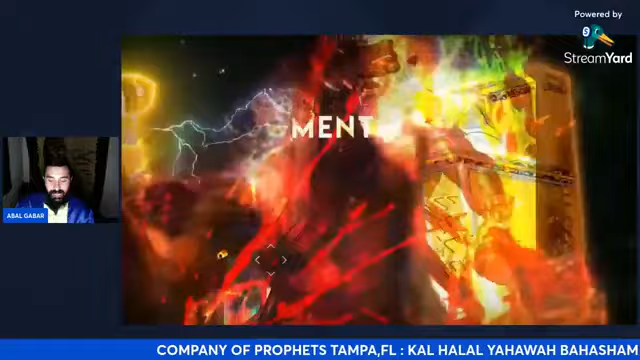 Powered by
StreamYard
MENT
ABAL GABAR
COMPANY OF PROPHETS TAMPA,FL : KAL HALAL YAHAWAH BAHASHAM